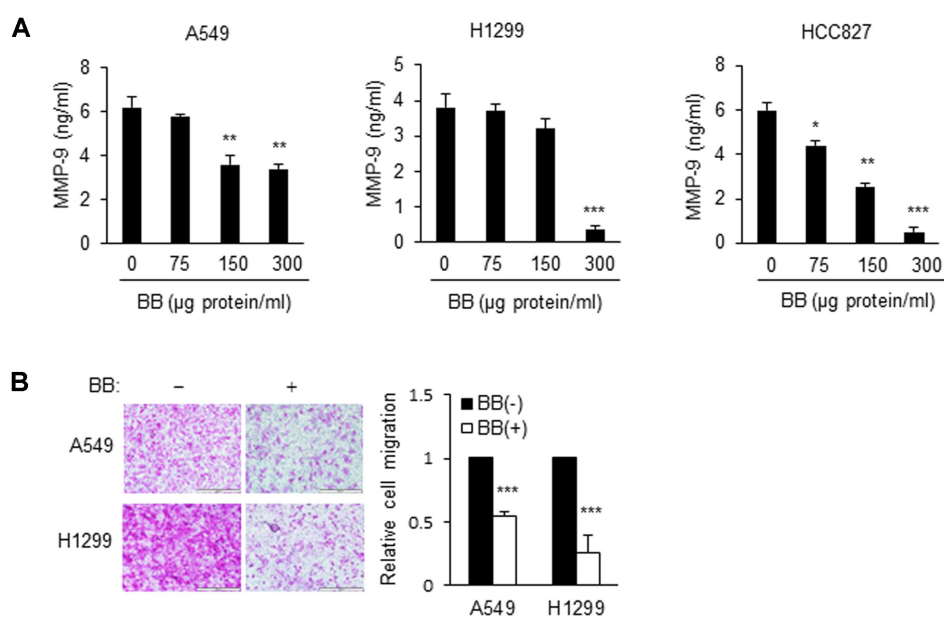 A
A549
H1299
HCC827
MMP-9 (ng/ml)
8
6
4
2
0
**
**
0 75 150 300
BB (µg protein/ml)
MMP-9 (ng/ml)
5
4
3
2
1
0
***
0 75 150 300
BB (µg protein/ml)
MMP-9 (ng/ml)
8
6
4
2
0
*
**
***
0 75 150 300
BB (µg protein/ml)
B
BB: − +
A549
H1299
Relative cell migration
1.5
1
0.5
0
BB(-)
BB(+)
***
***
A549 H1299